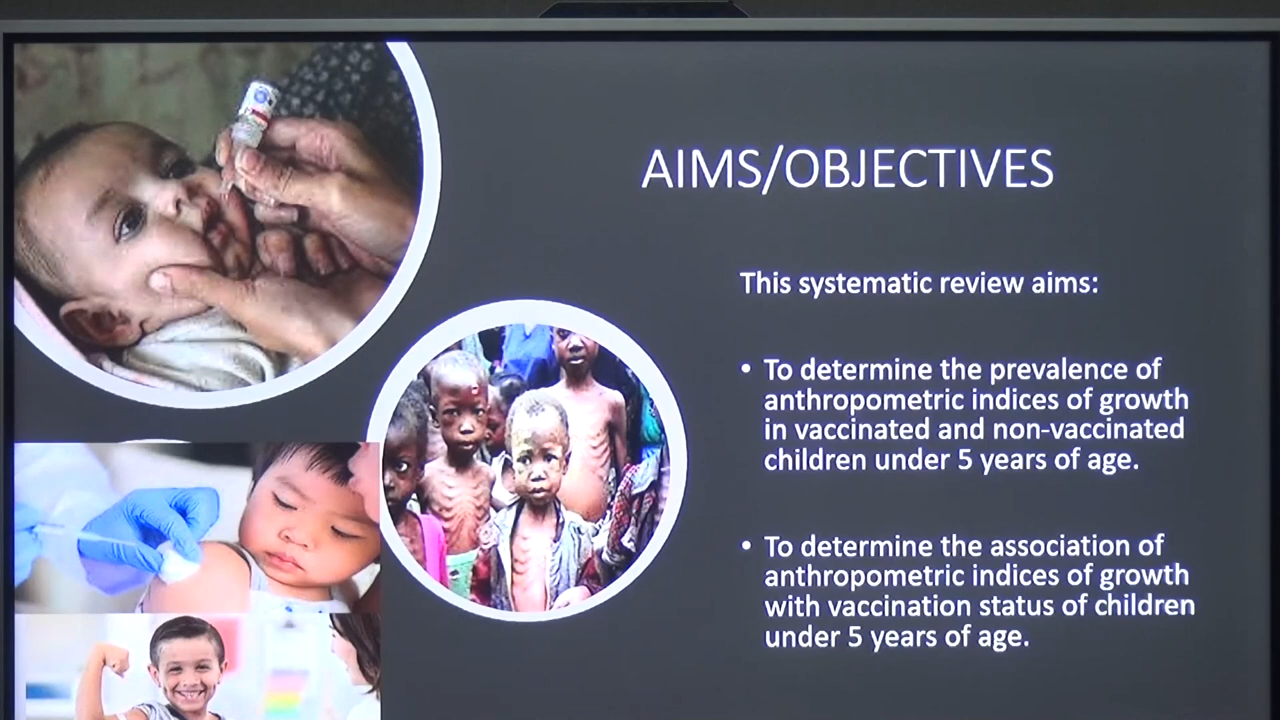 AIMS/OBJECTIVES
This systematic review aims:
• To determine the prevalence of
anthropometric indices of growth
in vaccinated and non-vaccinated
children under 5 years of age.
• To determine the association of
anthropometric indices of growth
with vaccination status of children
under 5 years of age.